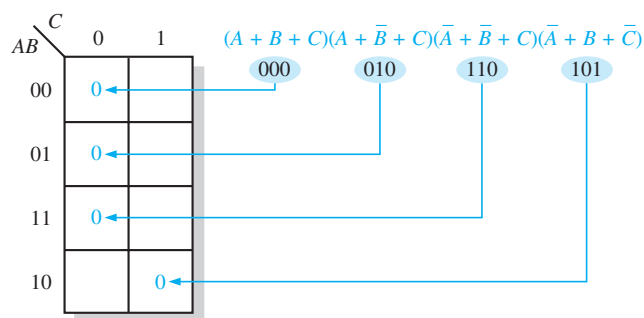 C
AB 0 1 (A + B + C)(A + B̅ + C)(A̅ + B̅ + C)(A̅ + B + C̅)
00 0 000 010 110 101
01 0
11 0
10 0